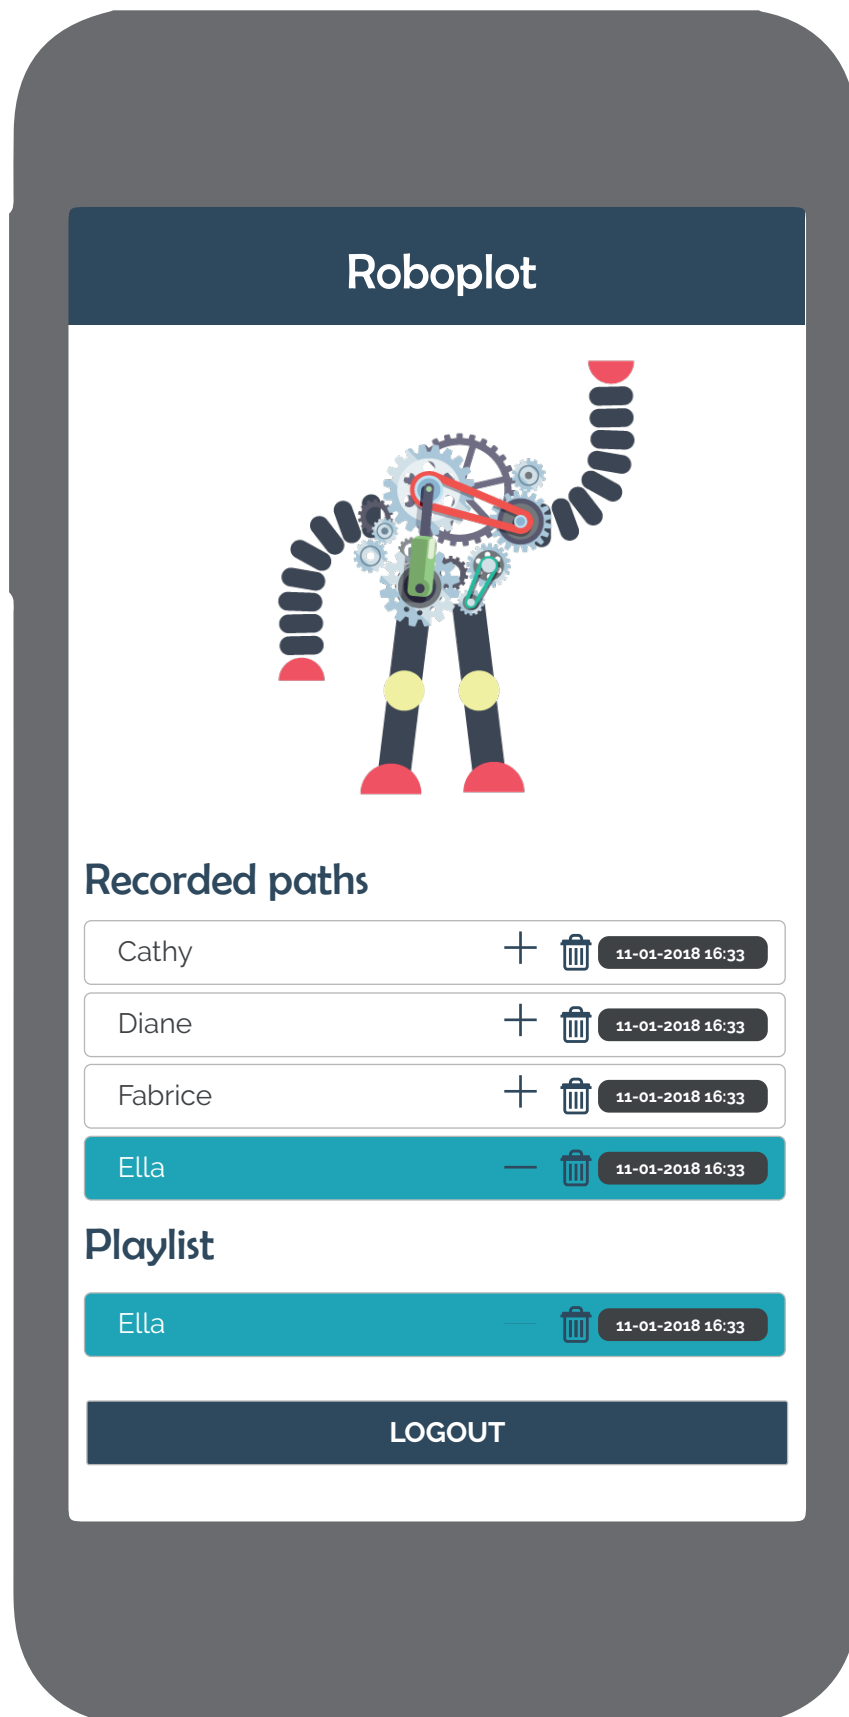 Roboplot
Recorded paths
Cathy 11-01-2018 16:33
Diane 11-01-2018 16:33
Fabrice 11-01-2018 16:33
Ella 11-01-2018 16:33
Playlist
Ella 11-01-2018 16:33
LOGOUT